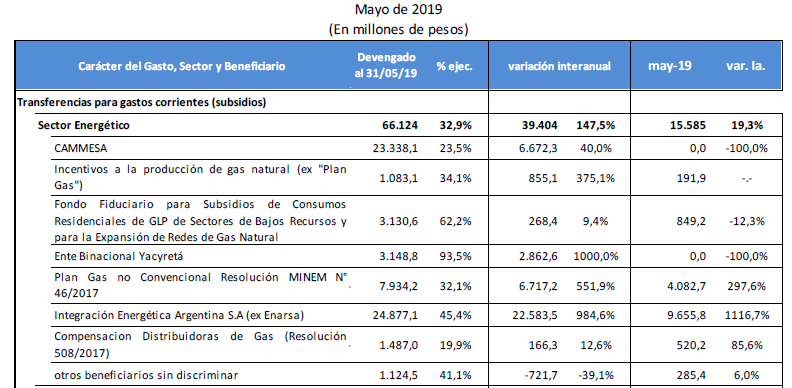 Mayo de 2019
(En millones de pesos)
Carácter del Gasto, Sector y Beneficiario Devengado al 31/05/19 % ejec. variación interanual may-19 var. Ia.
Transferencias para gastos corrientes (subsidios)
Sector Energético 66.124 32,9% 39.404 147,5% 15.585 19,3%
CAMMESA 23.338,1 23,5% 6.672,3 40,0% 0,0 -100,0%
Incentivos a la producción de gas natural (ex "Plan
Gas") 1.083,1 34,1% 855,1 375,1% 191,9 -.-
Fondo Fiduciario para Subsidios de Consumos
Residenciales de GLP de Sectores de Bajos Recursos y
para la Expansión de Redes de Gas Natural 3.130,6 62,2% 268,4 9,4% 849,2 -12,3%
Ente Binacional Yacyretá 3.148,8 93,5% 2.862,6 1000,0% 0,0 -100,0%
Plan Gas no Convencional Resolución MINEM N°
46/2017 7.934,2 32,1% 6.717,2 551,9% 4.082,7 297,6%
Integración Energética Argentina S.A (ex Enarsa) 24.877,1 45,4% 22.583,5 984,6% 9.655,8 1116,7%
Compensacion Distribuidoras de Gas (Resolución
508/2017) 1.487,0 19,9% 166,3 12,6% 520,2 85,6%
otros beneficiarios sin discriminar 1.124,5 41,1% -721,7 -39,1% 285,4 6,0%